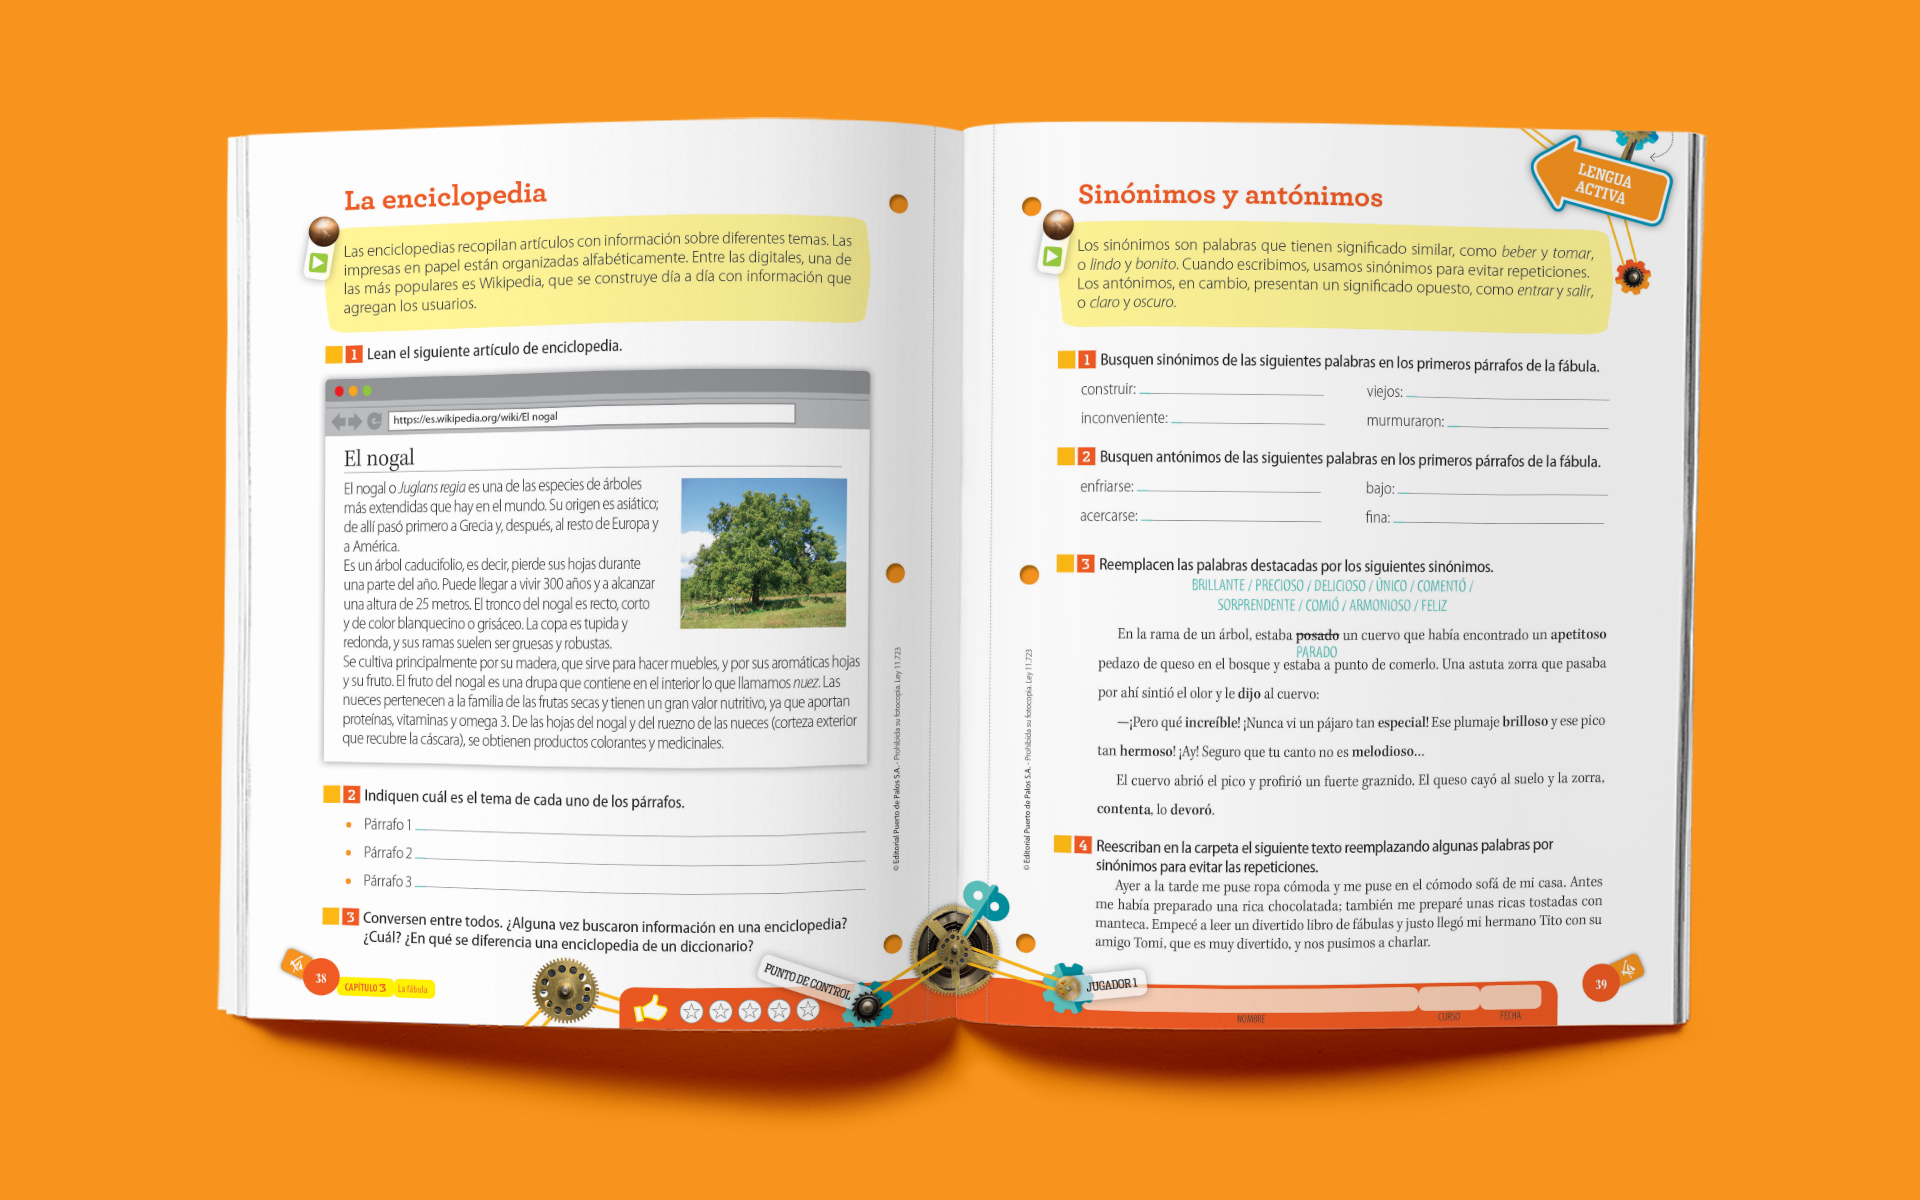 La enciclopedia
Las enciclopedias recopilan artículos con información sobre diferentes temas. Las
impresas en papel están organizadas alfabéticamente. Entre las digitales, una de
las más populares es Wikipedia, que se construye día a día con información que
agregan los usuarios.
1 Lean el siguiente artículo de enciclopedia.
https://es.wikipedia.org/wiki/El nogal
El nogal
El nogal o Juglans regia es una de las especies de árboles
más extendidas que hay en el mundo. Su origen es asiático;
de allí pasó primero a Grecia y, después, al resto de Europa y
a América.
Es un árbol caducifolio, es decir, pierde sus hojas durante
una parte del año. Puede llegar a vivir 300 años y a alcanzar
una altura de 25 metros. El tronco del nogal es recto, corto
y de color blanquecino o grisáceo. La copa es tupida y
redonda, y sus ramas suelen ser gruesas y robustas.
Se cultiva principalmente por su madera, que sirve para hacer muebles, y por sus aromáticas hojas
y su fruto. El fruto del nogal es una drupa que contiene en el interior lo que llamamos nuez. Las
nueces pertenecen a la familia de las frutas secas y tienen un gran valor nutritivo, ya que aportan
proteínas, vitaminas y omega 3. De las hojas del nogal y del ruezno de las nueces (corteza exterior
que recubre la cáscara), se obtienen productos colorantes y medicinales.
2 Indiquen cuál es el tema de cada uno de los párrafos.
• Párrafo 1
• Párrafo 2
• Párrafo 3
3 Conversen entre todos. ¿Alguna vez buscaron información en una enciclopedia?
¿Cuál? ¿En qué se diferencia una enciclopedia de un diccionario?
38
CAPÍTULO 3 La fábula
PUNTO DE CONTROL
© Editorial Puerto de Palos S.A. - Prohibida su fotocopia. Ley 11.723
LENGUA
ACTIVA
Sinónimos y antónimos
Los sinónimos son palabras que tienen significado similar, como beber y tomar,
o lindo y bonito. Cuando escribimos, usamos sinónimos para evitar repeticiones.
Los antónimos, en cambio, presentan un significado opuesto, como entrar y salir,
o claro y oscuro.
1 Busquen sinónimos de las siguientes palabras en los primeros párrafos de la fábula.
construir: viejos:
inconveniente: murmuraron:
2 Busquen antónimos de las siguientes palabras en los primeros párrafos de la fábula.
enfriarse: bajo:
acercarse: fina:
3 Reemplacen las palabras destacadas por los siguientes sinónimos.
BRILLANTE / PRECIOSO / DELICIOSO / ÚNICO / COMENTÓ /
SORPRENDENTE / COMIÓ / ARMONIOSO / FELIZ
En la rama de un árbol, estaba posado un cuervo que había encontrado un apetitoso
PARADO
pedazo de queso en el bosque y estaba a punto de comerlo. Una astuta zorra que pasaba
por ahí sintió el olor y le dijo al cuervo:
—¡Pero qué increíble! ¡Nunca vi un pájaro tan especial! Ese plumaje brilloso y ese pico
tan hermoso! ¡Ay! Seguro que tu canto no es melodioso...
El cuervo abrió el pico y profirió un fuerte graznido. El queso cayó al suelo y la zorra,
contenta, lo devoró.
4 Reescriban en la carpeta el siguiente texto reemplazando algunas palabras por
sinónimos para evitar las repeticiones.
Ayer a la tarde me puse ropa cómoda y me puse en el cómodo sofá de mi casa. Antes
me había preparado una rica chocolatada; también me preparé unas ricas tostadas con
manteca. Empecé a leer un divertido libro de fábulas y justo llegó mi hermano Tito con su
amigo Tomi, que es muy divertido, y nos pusimos a charlar.
© Editorial Puerto de Palos S.A. - Prohibida su fotocopia. Ley 11.723
JUGADOR 1
NOMBRE CURSO FECHA
39